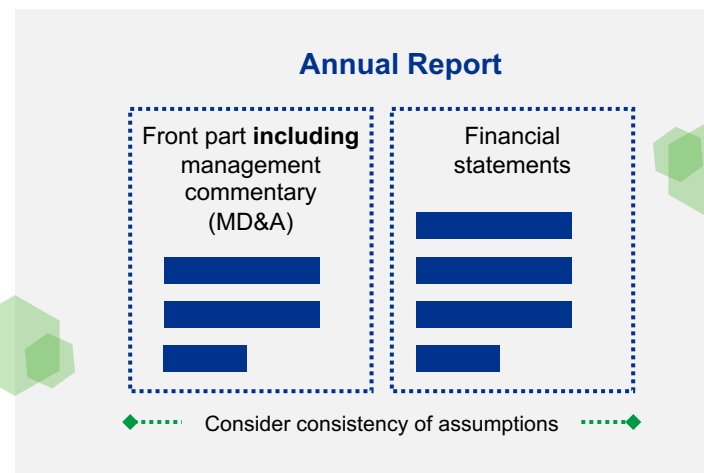 Annual Report
Front part including
management
commentary
(MD&A)
Financial
statements
Consider consistency of assumptions